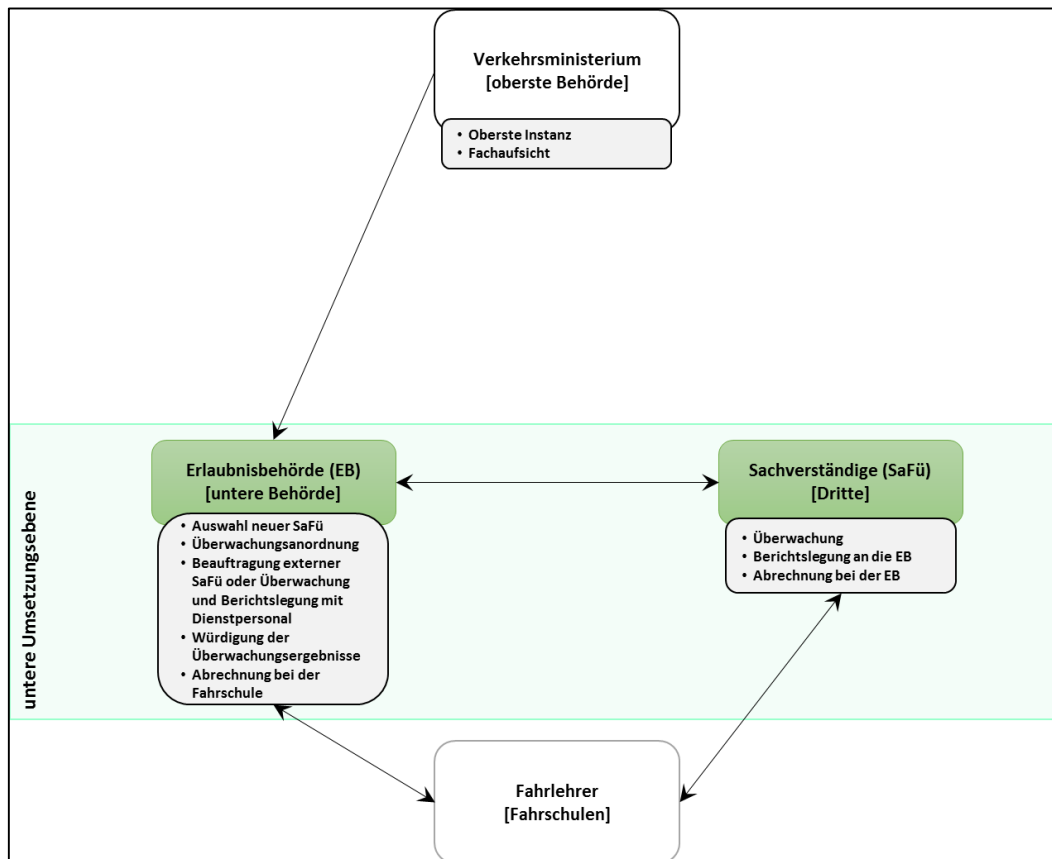 Verkehrsministerium
[oberste Behörde]
• Oberste Instanz
• Fachaufsicht
untere Umsetzungsebene
Erlaubnisbehörde (EB)
[untere Behörde]
• Auswahl neuer SaFü
• Überwachungsanordnung
• Beauftragung externer
SaFü oder Überwachung
und Berichtslegung mit
Dienstpersonal
• Würdigung der
Überwachungsergebnisse
• Abrechnung bei der
Fahrschule
Sachverständige (SaFü)
[Dritte]
• Überwachung
• Berichtslegung an die EB
• Abrechnung bei der EB
Fahrlehrer
[Fahrschulen]